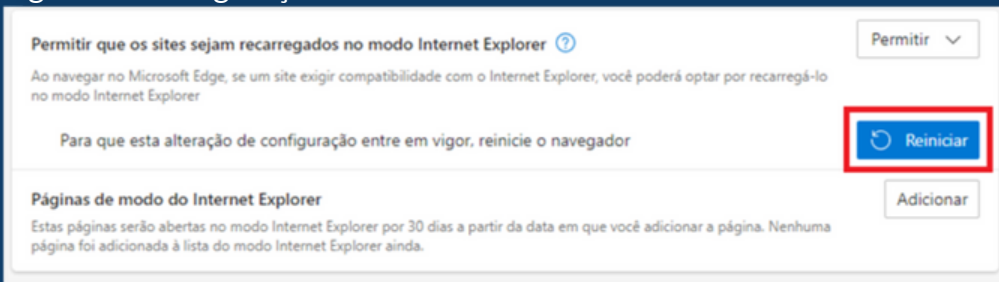 Permitir que os sites sejam recarregados no modo Internet Explorer ?
Permitir
Ao navegar no Microsoft Edge, se um site exigir compatibilidade com o Internet Explorer, você poderá optar por recarregá-lo
no modo Internet Explorer
Para que esta alteração de configuração entre em vigor, reinicie o navegador
Reiniciar
Páginas de modo do Internet Explorer
Adicionar
Estas páginas serão abertas no modo Internet Explorer por 30 dias a partir da data em que você adicionar a página. Nenhuma
página foi adicionada à lista do modo Internet Explorer ainda.